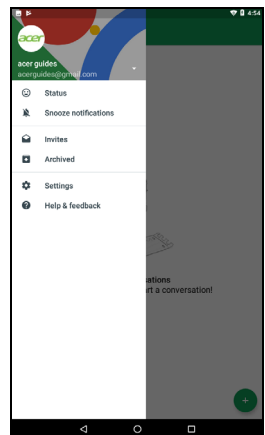 4:54
acer
acer guides
acerguides@gmail.com
Status
Snooze notifications
Invites
Archived
Settings
Help & feedback
ations
rt a conversation!